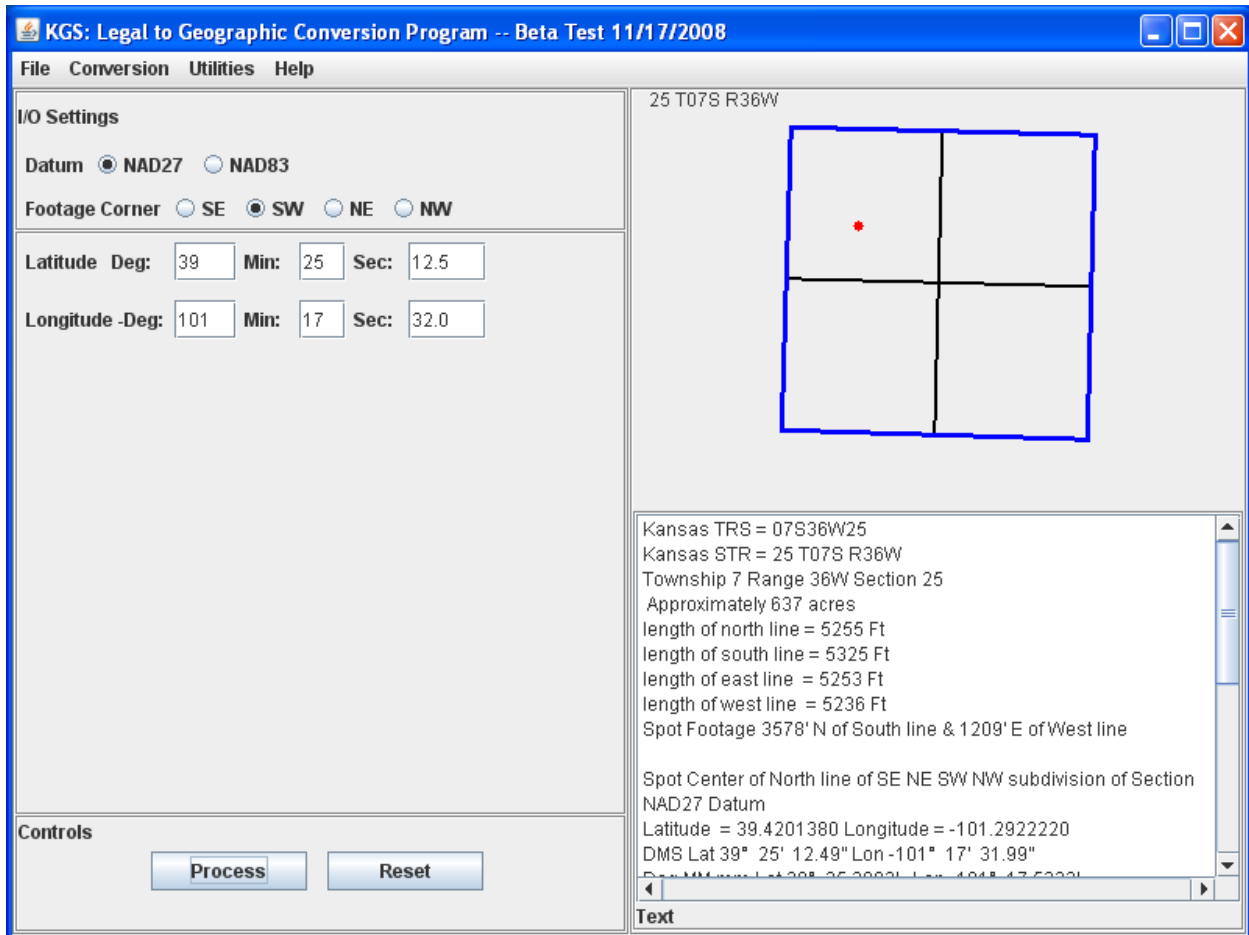 KGS: Legal to Geographic Conversion Program -- Beta Test 11/17/2008
File Conversion Utilities Help
I/O Settings
Datum NAD27 NAD83
Footage Corner SE SW NE NW
Latitude Deg: 39 Min: 25 Sec: 12.5
Longitude -Deg: 101 Min: 17 Sec: 32.0
Controls
Process Reset
25 T07S R36W
Kansas TRS = 07S36W25
Kansas STR = 25 T07S R36W
Township 7 Range 36W Section 25
Approximately 637 acres
length of north line = 5255 Ft
length of south line = 5325 Ft
length of east line = 5253 Ft
length of west line = 5236 Ft
Spot Footage 3578' N of South line & 1209' E of West line
Spot Center of North line of SE NE SW NW subdivision of Section
NAD27 Datum
Latitude = 39.4201380 Longitude = -101.2922220
DMS Lat 39° 25' 12.49" Lon -101° 17' 31.99"
Text